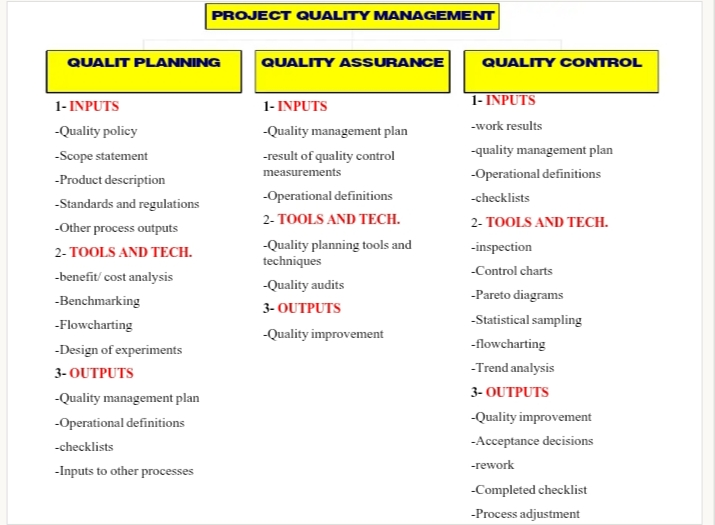 PROJECT QUALITY MANAGEMENT
QUALIT PLANNING
1- INPUTS
-Quality policy
-Scope statement
-Product description
-Standards and regulations
-Other process outputs
2- TOOLS AND TECH.
-benefit/ cost analysis
-Benchmarking
-Flowcharting
-Design of experiments
3- OUTPUTS
-Quality management plan
-Operational definitions
-checklists
-Inputs to other processes
QUALITY ASSURANCE
1- INPUTS
-Quality management plan
-result of quality control
measurements
-Operational definitions
2- TOOLS AND TECH.
-Quality planning tools and
techniques
-Quality audits
3- OUTPUTS
-Quality improvement
QUALITY CONTROL
1- INPUTS
-work results
-quality management plan
-Operational definitions
-checklists
2- TOOLS AND TECH.
-inspection
-Control charts
-Pareto diagrams
-Statistical sampling
-flowcharting
-Trend analysis
3- OUTPUTS
-Quality improvement
-Acceptance decisions
-rework
-Completed checklist
-Process adjustment